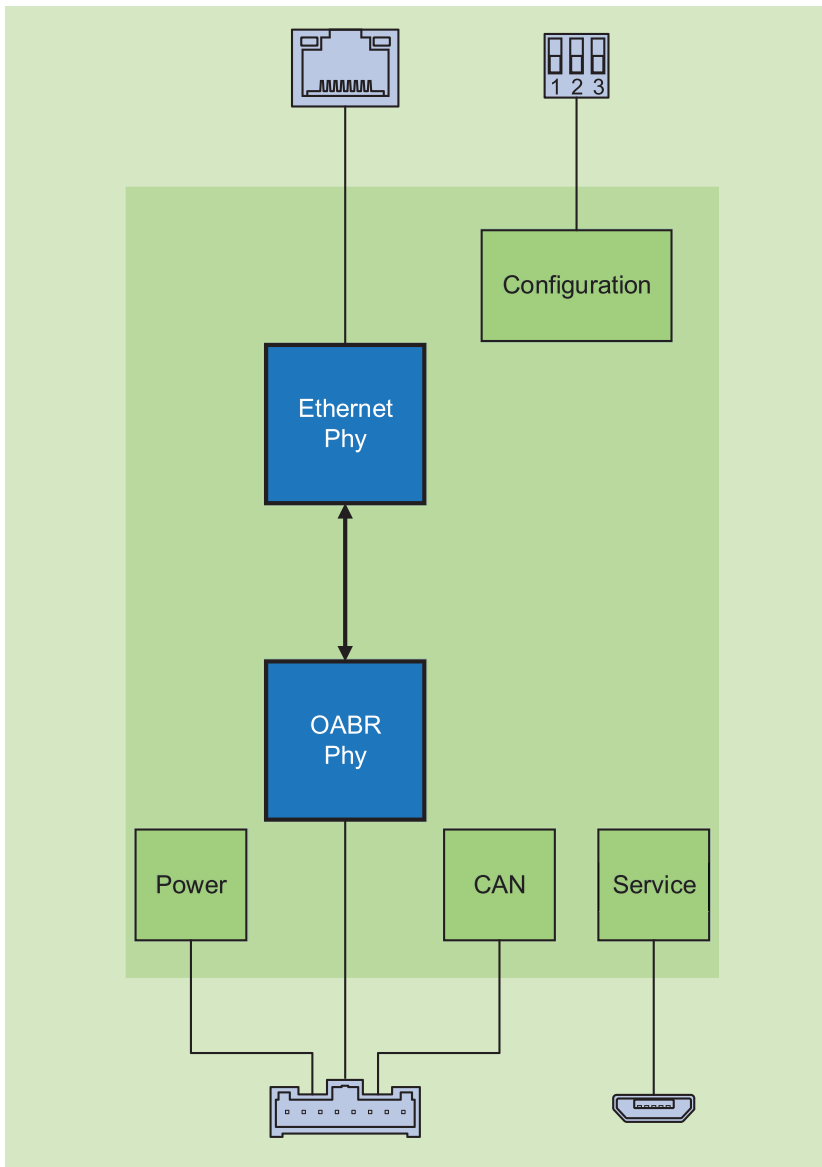 1 2 3
Configuration
Ethernet
Phy
OABR
Phy
Power
CAN
Service